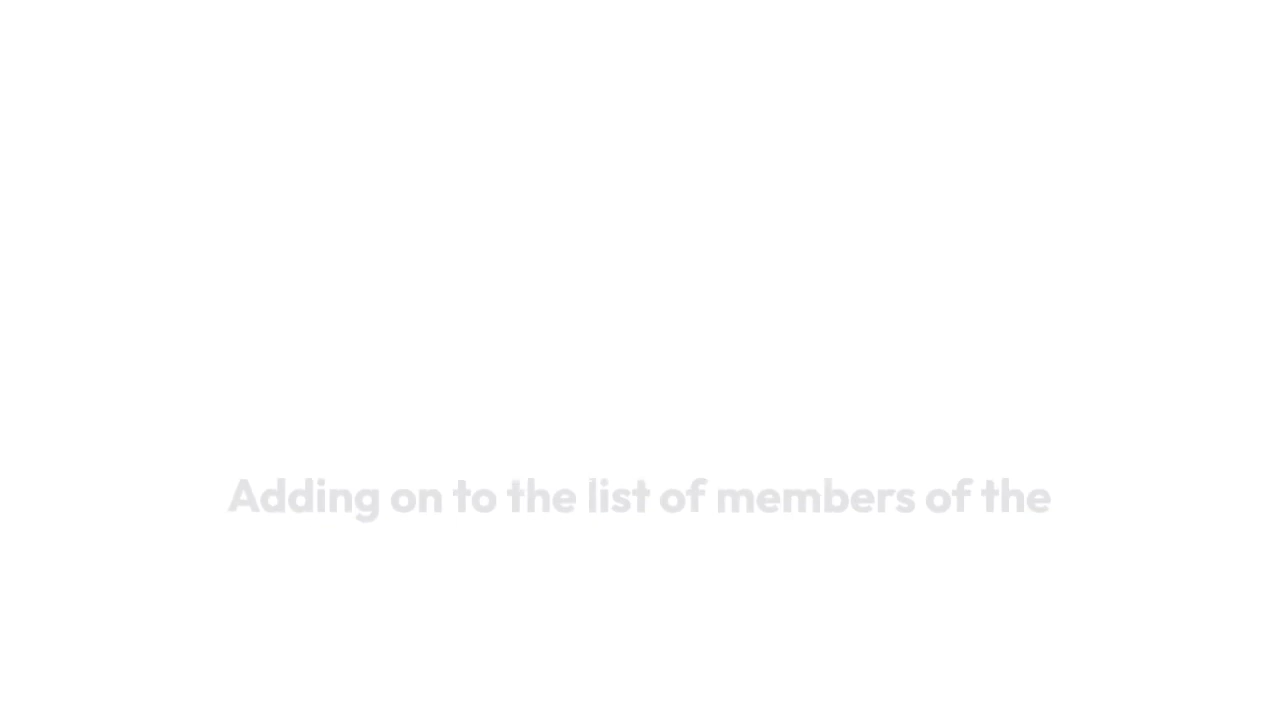 Adding on to the list of members of the